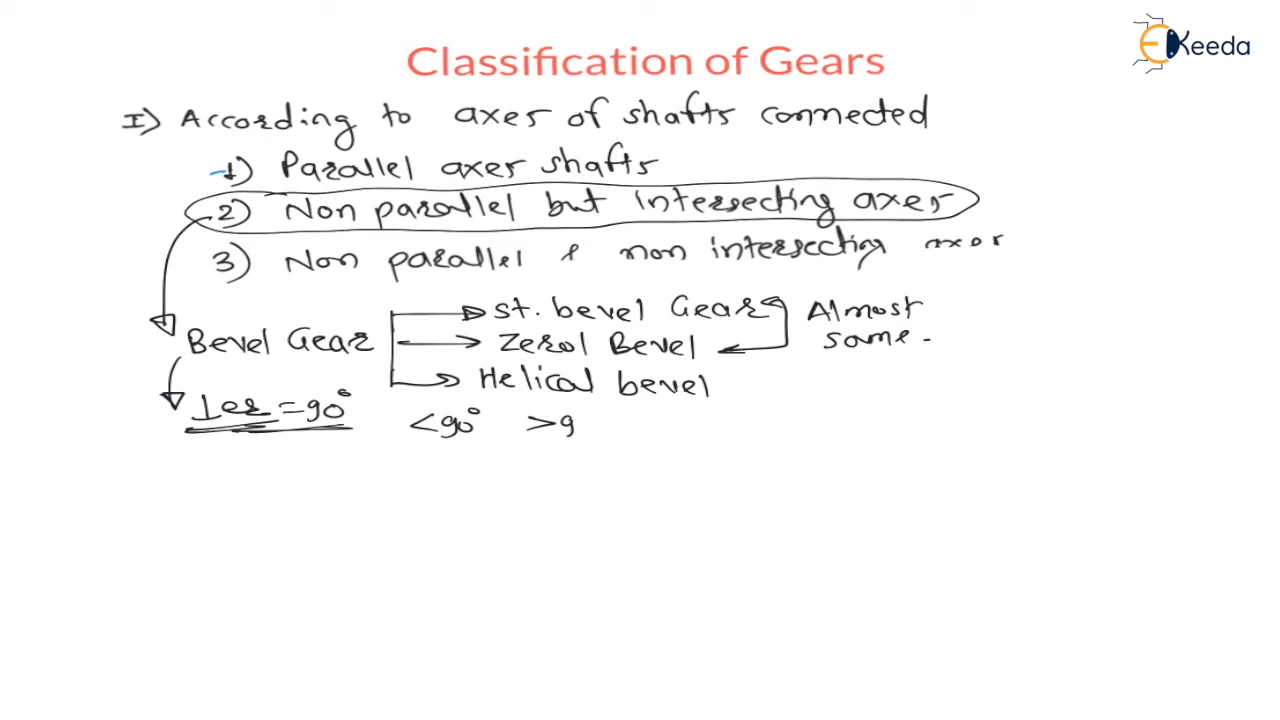 Classification of Gears
EKeeda
I) According to axes of shafts connected
1) Parallel axes shafts
2) Non parallel but intersecting axes
3) Non parallel & non intersecting axes
Bevel Gear
St. bevel Gear
Zerol Bevel
Helical bevel
Almost
same.
⊥er = 90°
<90° >9